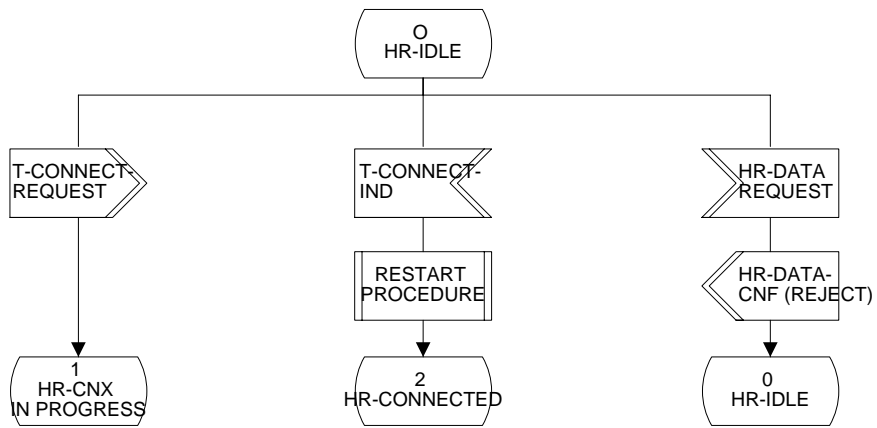 O
HR-IDLE
T-CONNECT-
REQUEST
T-CONNECT-
IND
HR-DATA
REQUEST
RESTART
PROCEDURE
HR-DATA-
CNF (REJECT)
1
HR-CNX
IN PROGRESS
2
HR-CONNECTED
0
HR-IDLE